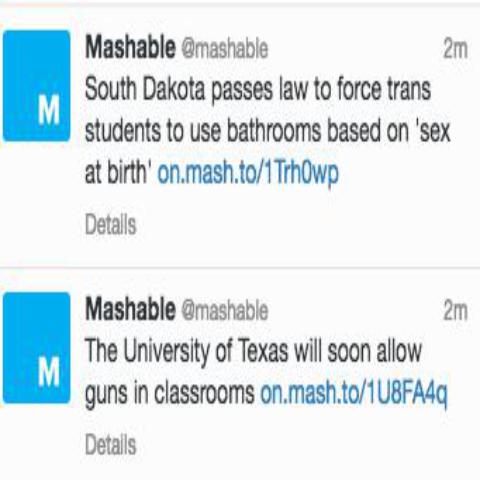 Mashable @mashable 2m
South Dakota passes law to force trans
students to use bathrooms based on 'sex
at birth' on.mash.to/1Trh0wp
Details
M
Mashable @mashable 2m
The University of Texas will soon allow
guns in classrooms on.mash.to/1U8FA4q
Details
M